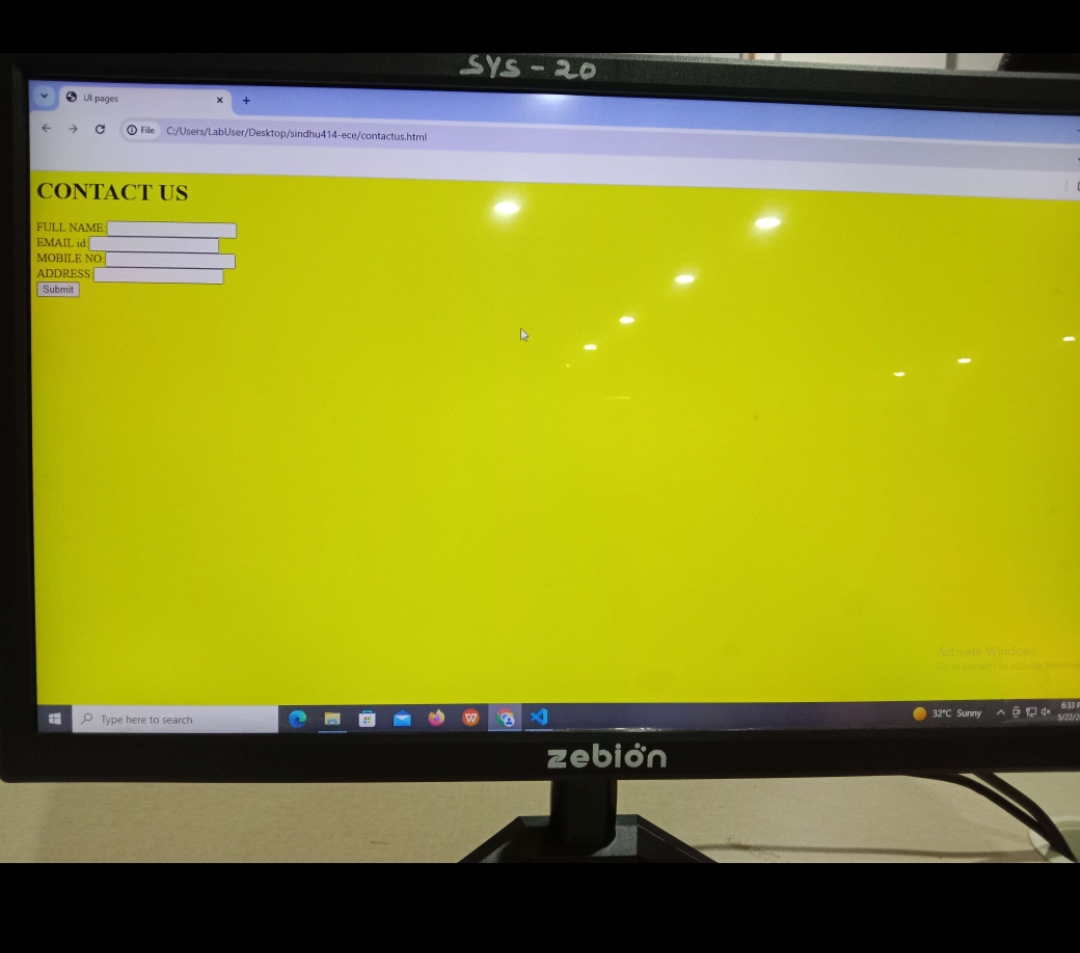 SYS - 20
UI pages
File C:/Users/LabUser/Desktop/sindhu414-ece/contactus.html
CONTACT US
FULL NAME
EMAIL id:
MOBILE NO
ADDRESS
Submit
Activate Windows
Go to Settings to activate Windows
Type here to search
32°C Sunny
6:33
5/22/2
zebion